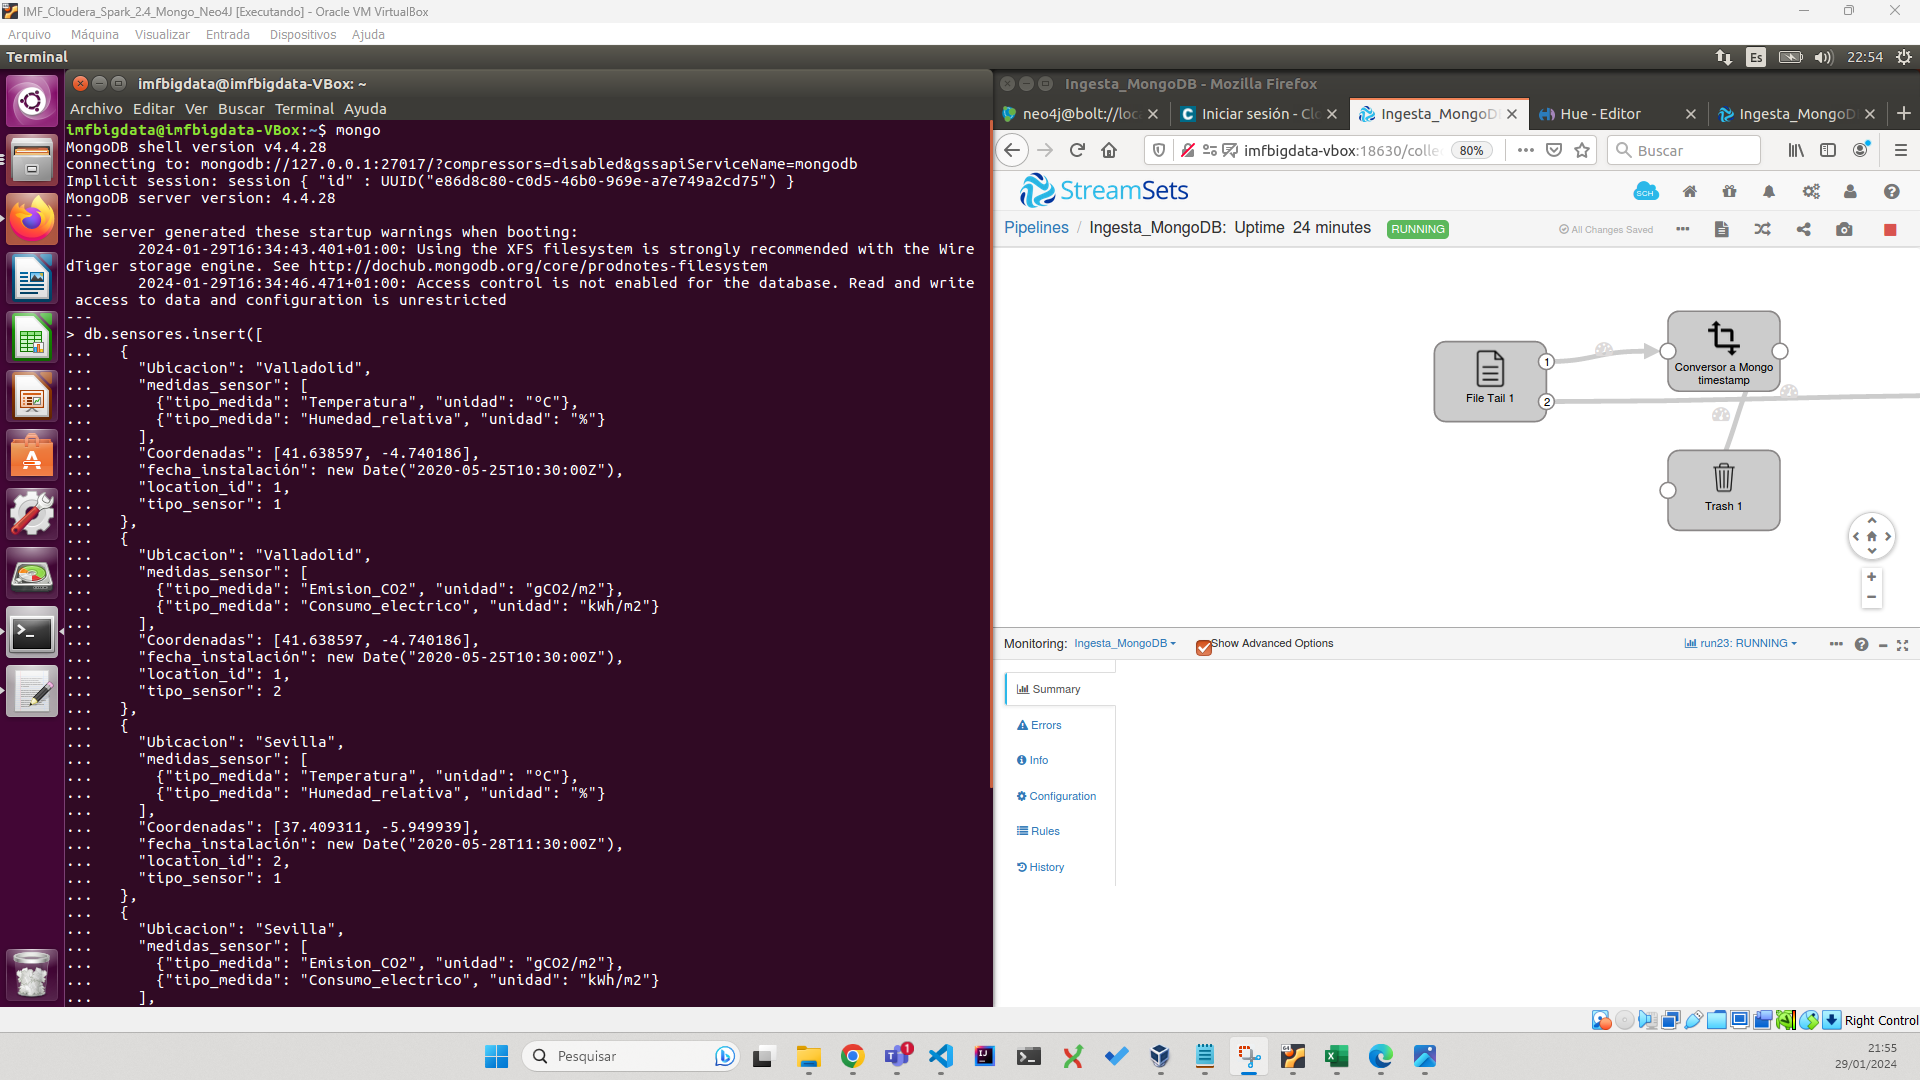 IMF_Cloudera_Spark_2.4_Mongo_Neo4J [Executando] - Oracle VM VirtualBox
Arquivo Máquina Visualizar Entrada Dispositivos Ajuda
Terminal
Es
22:54
imfbigdata@imfbigdata-VBox: ~
Archivo Editar Ver Buscar Terminal Ayuda
imfbigdata@imfbigdata-VBox:~$ mongo
MongoDB shell version v4.4.28
connecting to: mongodb://127.0.0.1:27017/?compressors=disabled&gssapiServiceName=mongodb
Implicit session: session { "id" : UUID("e86d8c80-c0d5-46b0-969e-a7e749a2cd75") }
MongoDB server version: 4.4.28
---
The server generated these startup warnings when booting:
        2024-01-29T16:34:43.401+01:00: Using the XFS filesystem is strongly recommended with the Wire
dTiger storage engine. See http://dochub.mongodb.org/core/prodnotes-filesystem
        2024-01-29T16:34:46.471+01:00: Access control is not enabled for the database. Read and write
 access to data and configuration is unrestricted
---
> db.sensores.insert([
...   {
...     "Ubicacion": "Valladolid",
...     "medidas_sensor": [
...       {"tipo_medida": "Temperatura", "unidad": "ºC"},
...       {"tipo_medida": "Humedad_relativa", "unidad": "%"}
...     ],
...     "Coordenadas": [41.638597, -4.740186],
...     "fecha_instalación": new Date("2020-05-25T10:30:00Z"),
...     "location_id": 1,
...     "tipo_sensor": 1
...   },
...   {
...     "Ubicacion": "Valladolid",
...     "medidas_sensor": [
...       {"tipo_medida": "Emision_CO2", "unidad": "gCO2/m2"},
...       {"tipo_medida": "Consumo_electrico", "unidad": "kWh/m2"}
...     ],
...     "Coordenadas": [41.638597, -4.740186],
...     "fecha_instalación": new Date("2020-05-25T10:30:00Z"),
...     "location_id": 1,
...     "tipo_sensor": 2
...   },
...   {
...     "Ubicacion": "Sevilla",
...     "medidas_sensor": [
...       {"tipo_medida": "Temperatura", "unidad": "ºC"},
...       {"tipo_medida": "Humedad_relativa", "unidad": "%"}
...     ],
...     "Coordenadas": [37.409311, -5.949939],
...     "fecha_instalación": new Date("2020-05-28T11:30:00Z"),
...     "location_id": 2,
...     "tipo_sensor": 1
...   },
...   {
...     "Ubicacion": "Sevilla",
...     "medidas_sensor": [
...       {"tipo_medida": "Emision_CO2", "unidad": "gCO2/m2"},
...       {"tipo_medida": "Consumo_electrico", "unidad": "kWh/m2"}
...     ],
Ingesta_MongoDB - Mozilla Firefox
neo4j@bolt://loc Iniciar sesión - Clo Ingesta_MongoD Hue - Editor Ingesta_MongoD
imfbigdata-vbox:18630/collec 80% Buscar
StreamSets
SCH
Pipelines / Ingesta_MongoDB: Uptime 24 minutes RUNNING
All Changes Saved
File Tail 1
1
2
Conversor a Mongo
timestamp
Trash 1
Monitoring: Ingesta_MongoDB Show Advanced Options
run23: RUNNING
Summary
Errors
Info
Configuration
Rules
History
Right Control
Pesquisar
1
21:55
29/01/2024